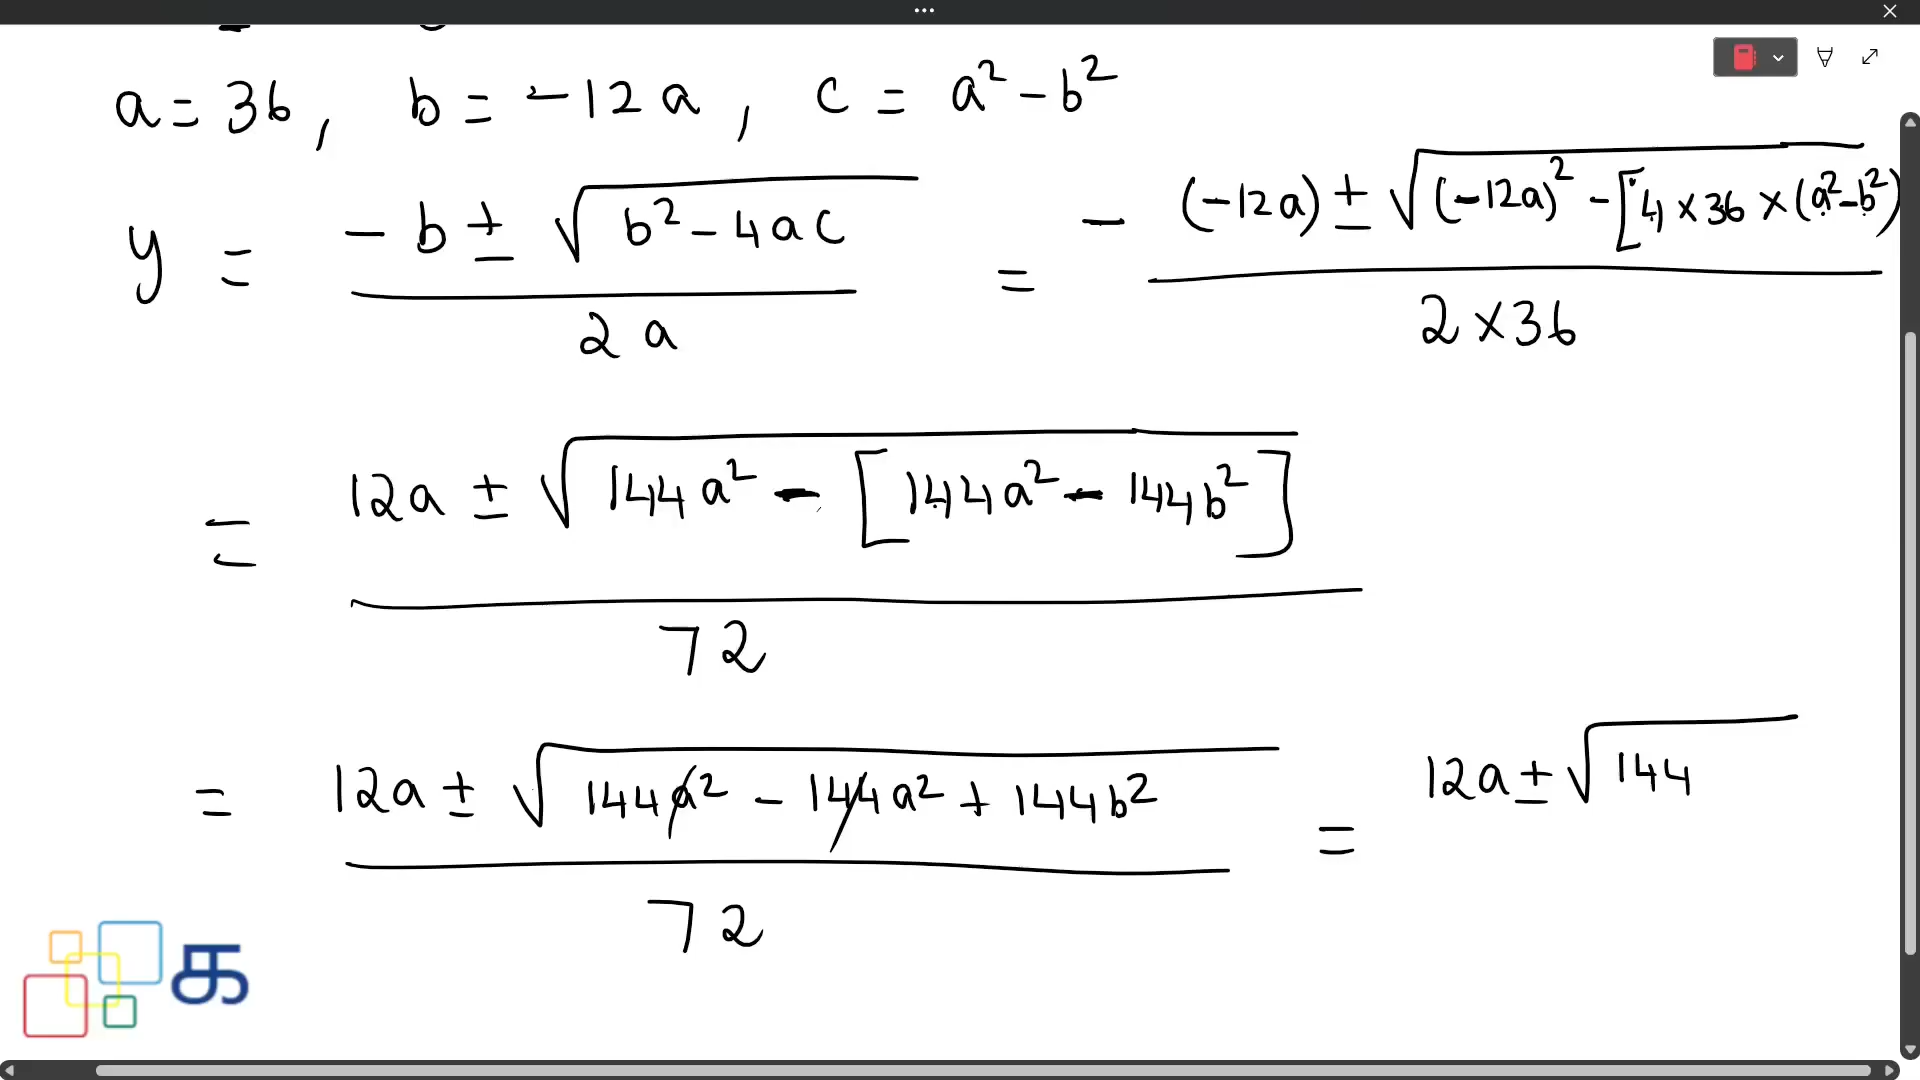 a = 36, b = -12a, c = a² - b²
y = (-b ± √(b² - 4ac)) / 2a = (-(-12a) ± √((-12a)² - [4 × 36 × (a² - b²))) / (2 × 36)
= (12a ± √(144a² - [144a² - 144b²])) / 72
= (12a ± √(144a² - 144a² + 144b²)) / 72 = 12a ± √144
க